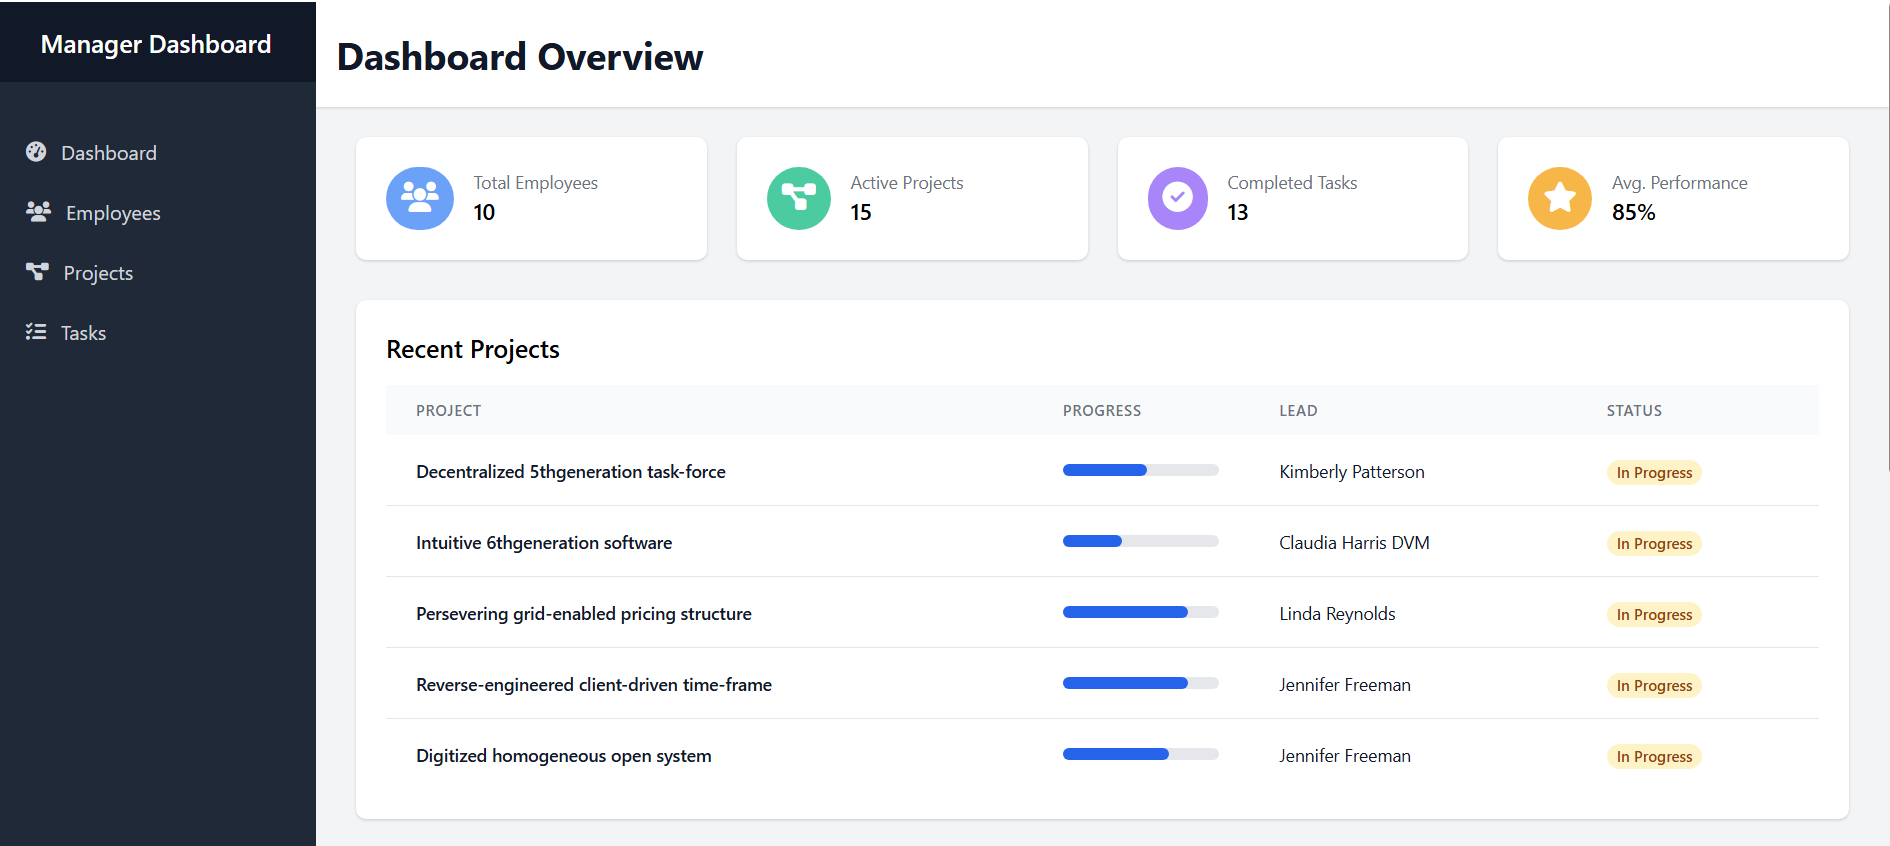 Manager Dashboard
Dashboard
Employees
Projects
Tasks
Dashboard Overview
Total Employees
10
Active Projects
15
Completed Tasks
13
Avg. Performance
85%
Recent Projects
PROJECT PROGRESS LEAD STATUS
Decentralized 5thgeneration task-force Kimberly Patterson In Progress
Intuitive 6thgeneration software Claudia Harris DVM In Progress
Persevering grid-enabled pricing structure Linda Reynolds In Progress
Reverse-engineered client-driven time-frame Jennifer Freeman In Progress
Digitized homogeneous open system Jennifer Freeman In Progress